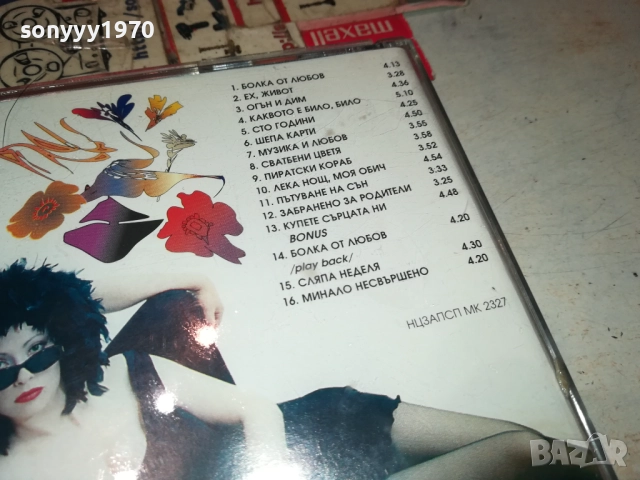 sonyyy1970
maxell
1. БОЛКА ОТ ЛЮБОВ 4.13
2. ЕХ, ЖИВОТ 3.28
3. ОГЪН И ДИМ 4.36
4. КАКВОТО Е БИЛО, БИЛО 5.10
5. СТО ГОДИНИ 4.25
6. ШЕПА КАРТИ 4.50
7. МУЗИКА И ЛЮБОВ 3.55
8. СВАТБЕНИ ЦВЕТЯ 3.58
9. ПИРАТСКИ КОРАБ 3.52
10. ЛЕКА НОЩ, МОЯ ОБИЧ 4.54
11. ПЪТУВАНЕ НА СЪН 3.33
12. ЗАБРАНЕНО ЗА РОДИТЕЛИ 3.25
13. КУПЕТЕ СЪРЦАТА НИ 4.48
BONUS
14. БОЛКА ОТ ЛЮБОВ 4.20
/play back/
15. СЛЯПА НЕДЕЛЯ 4.30
16. МИНАЛО НЕСВЪРШЕНО 4.20
НЦЗАПСП МК 2327
BAZAR
bg